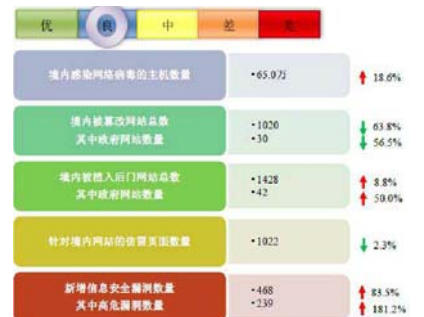 优 良 中 差 危
境内感染网络病毒的主机数量 •65.0万 18.6%
境内被篡改网站总数 •1020 63.8%
其中政府网站数量 •30 56.5%
境内被植入后门网站总数 •1428 8.8%
其中政府网站数量 •42 50.0%
针对境内网站的仿冒页面数量 •1022 2.3%
新增信息安全漏洞数量 •468 83.5%
其中高危漏洞数量 •239 181.2%